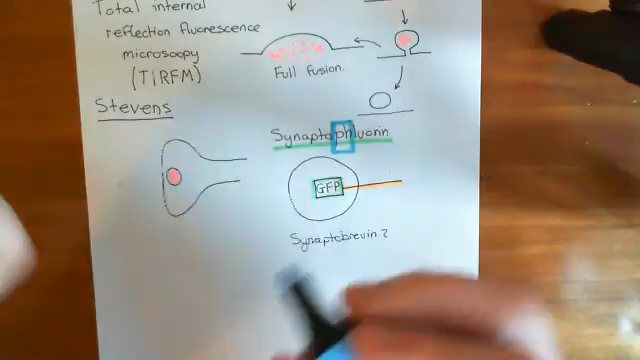 Total internal
reflection fluorescence
microscopy
(TIRFM)
Full fusion.
Stevens
Synaptophluorin
GFP
Synaptobrevin 2